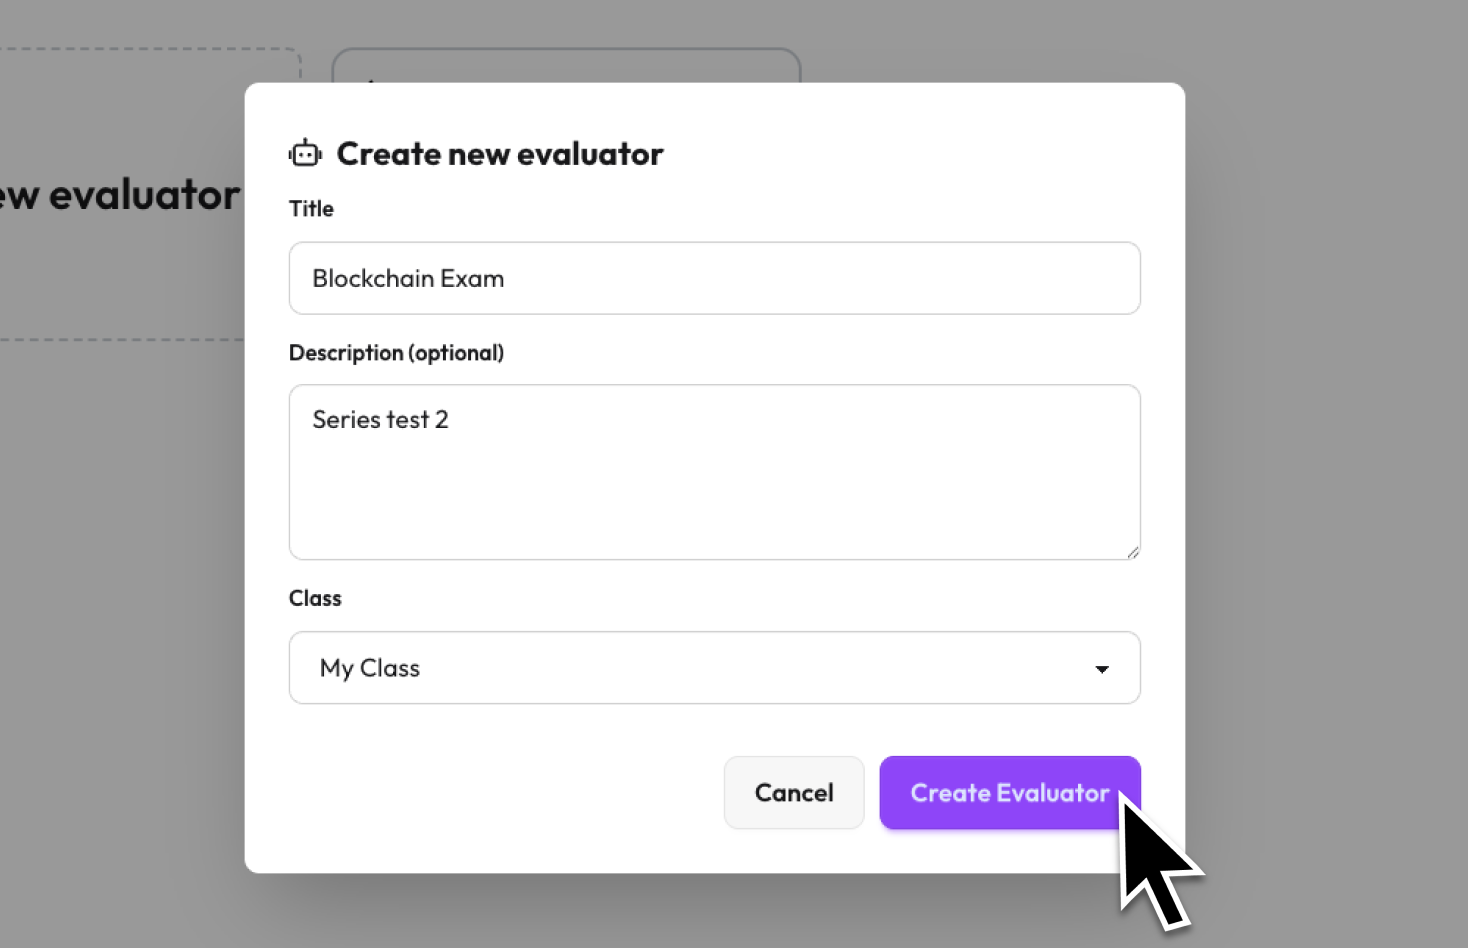 ew evaluator
Create new evaluator
Title
Blockchain Exam
Description (optional)
Series test 2
Class
My Class
Cancel
Create Evaluator